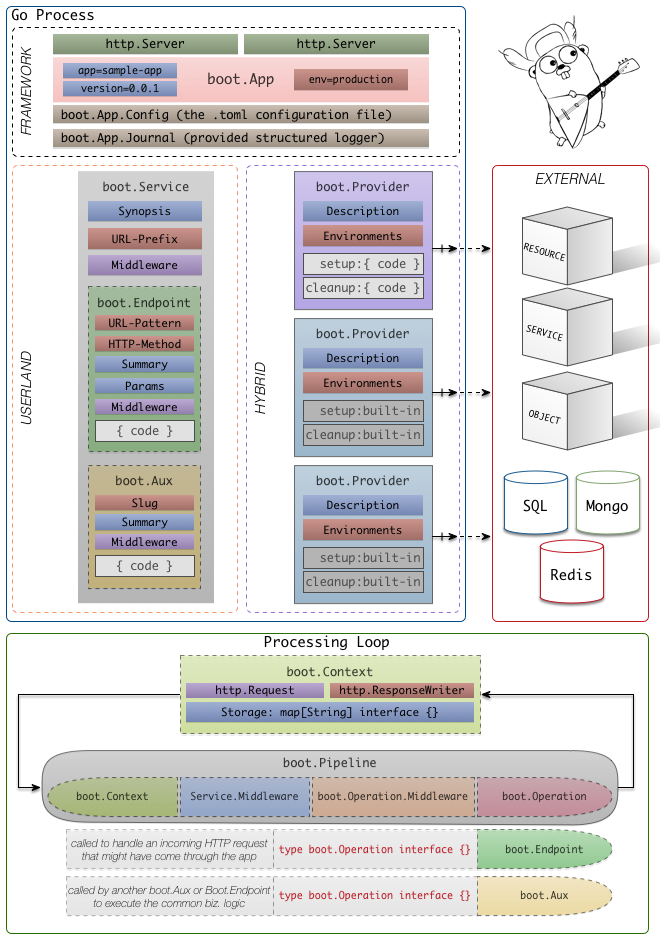 Go Process
FRAMEWORK
http.Server
http.Server
app=sample-app
version=0.0.1
boot.App
env=production
boot.App.Config (the .toml configuration file)
boot.App.Journal (provided structured logger)
USERLAND
boot.Service
Synopsis
URL-Prefix
Middleware
boot.Endpoint
URL-Pattern
HTTP-Method
Summary
Params
Middleware
{ code }
boot.Aux
Slug
Summary
Middleware
{ code }
HYBRID
boot.Provider
Description
Environments
setup:{ code }
cleanup:{ code }
boot.Provider
Description
Environments
setup:built-in
cleanup:built-in
boot.Provider
Description
Environments
setup:built-in
cleanup:built-in
EXTERNAL
RESOURCE
SERVICE
OBJECT
SQL
Mongo
Redis
Processing Loop
boot.Context
http.Request
http.ResponseWriter
Storage: map[String] interface {}
boot.Pipeline
boot.Context
Service.Middleware
boot.Operation.Middleware
boot.Operation
called to handle an incoming HTTP request
that might have come through the app
type boot.Operation interface {}
boot.Endpoint
called by another boot.Aux or Boot.Endpoint
to execute the common biz. logic
type boot.Operation interface {}
boot.Aux